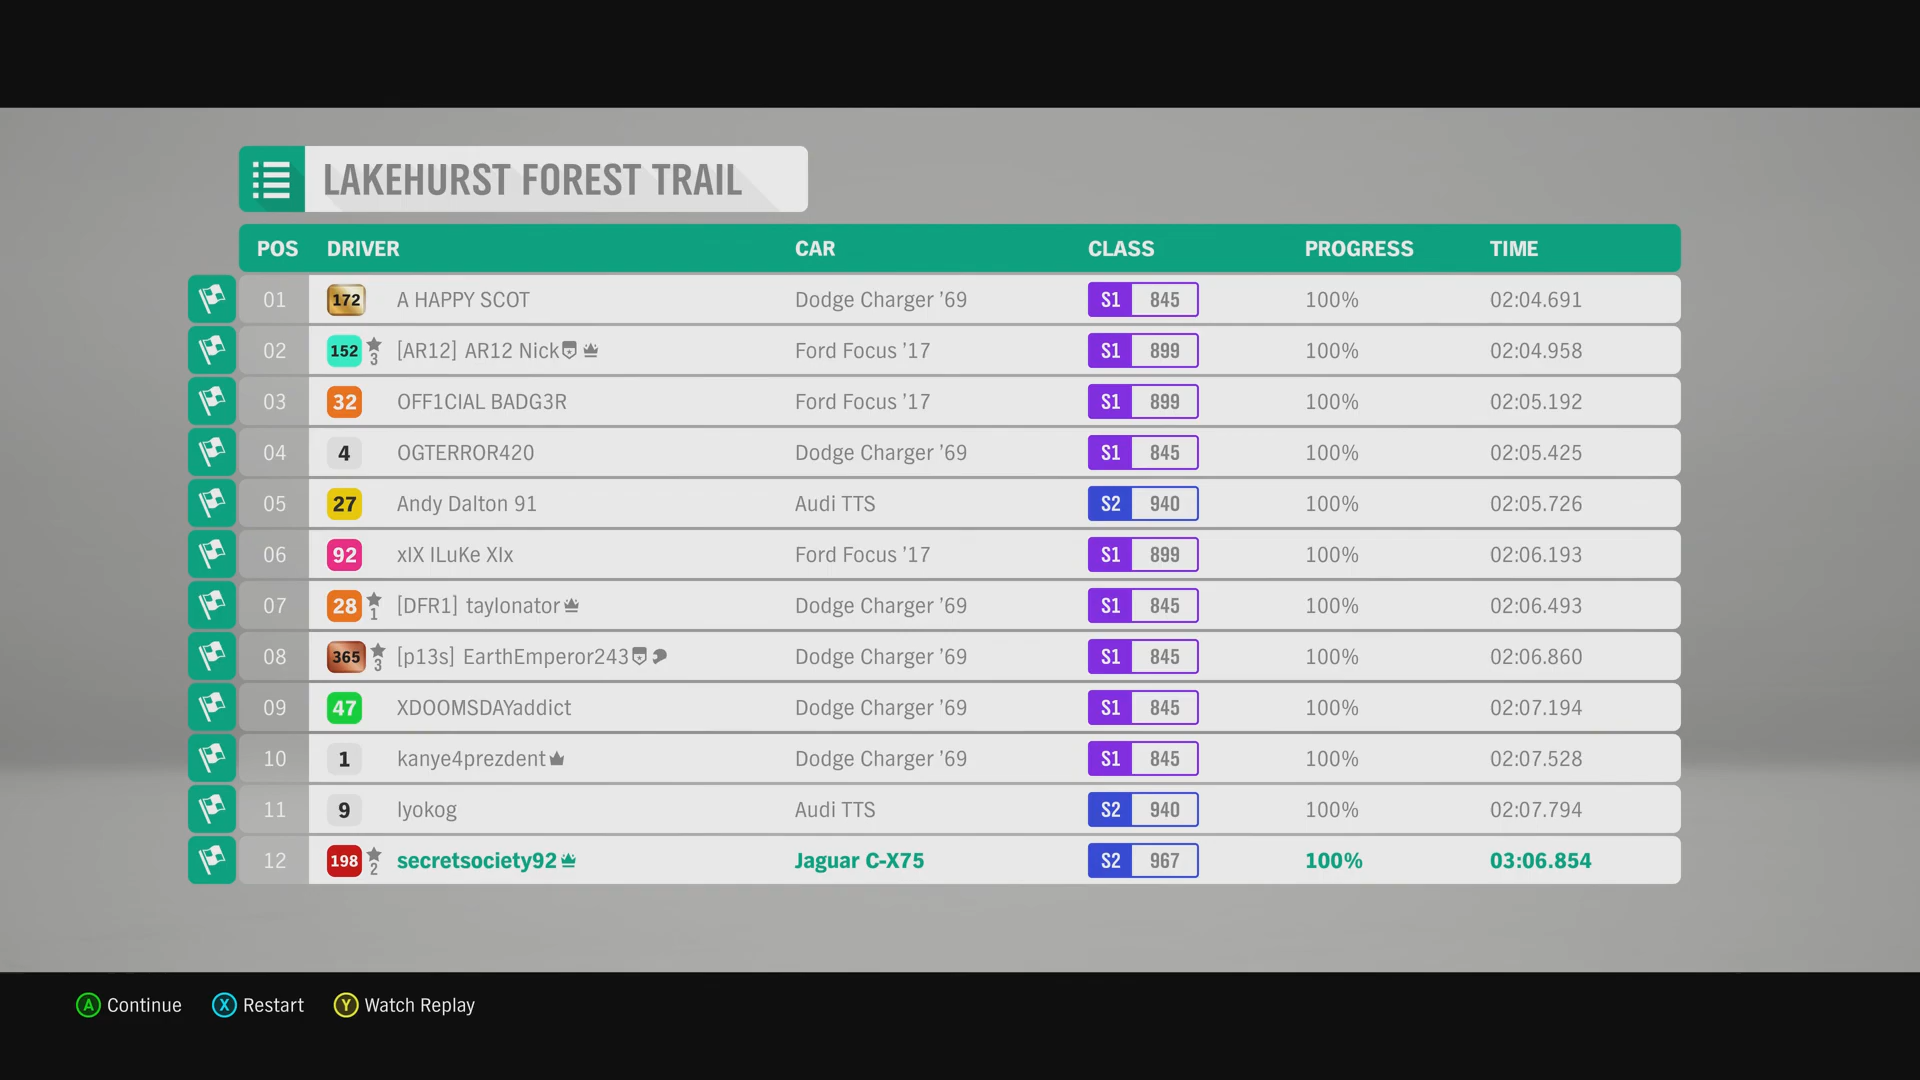 LAKEHURST FOREST TRAIL
POS DRIVER CAR CLASS PROGRESS TIME
01 172 A HAPPY SCOT Dodge Charger ’69 S1 845 100% 02:04.691
02 152 3 [AR12] AR12 Nick Ford Focus ’17 S1 899 100% 02:04.958
03 32 OFF1CIAL BADG3R Ford Focus ’17 S1 899 100% 02:05.192
04 4 OGTERROR420 Dodge Charger ’69 S1 845 100% 02:05.425
05 27 Andy Dalton 91 Audi TTS S2 940 100% 02:05.726
06 92 xIX ILuKe XIx Ford Focus ’17 S1 899 100% 02:06.193
07 28 1 [DFR1] taylonator Dodge Charger ’69 S1 845 100% 02:06.493
08 365 3 [p13s] EarthEmperor243 Dodge Charger ’69 S1 845 100% 02:06.860
09 47 XDOOMSDAYaddict Dodge Charger ’69 S1 845 100% 02:07.194
10 1 kanye4prezdent Dodge Charger ’69 S1 845 100% 02:07.528
11 9 lyokog Audi TTS S2 940 100% 02:07.794
12 198 2 secretsociety92 Jaguar C-X75 S2 967 100% 03:06.854
A Continue X Restart Y Watch Replay